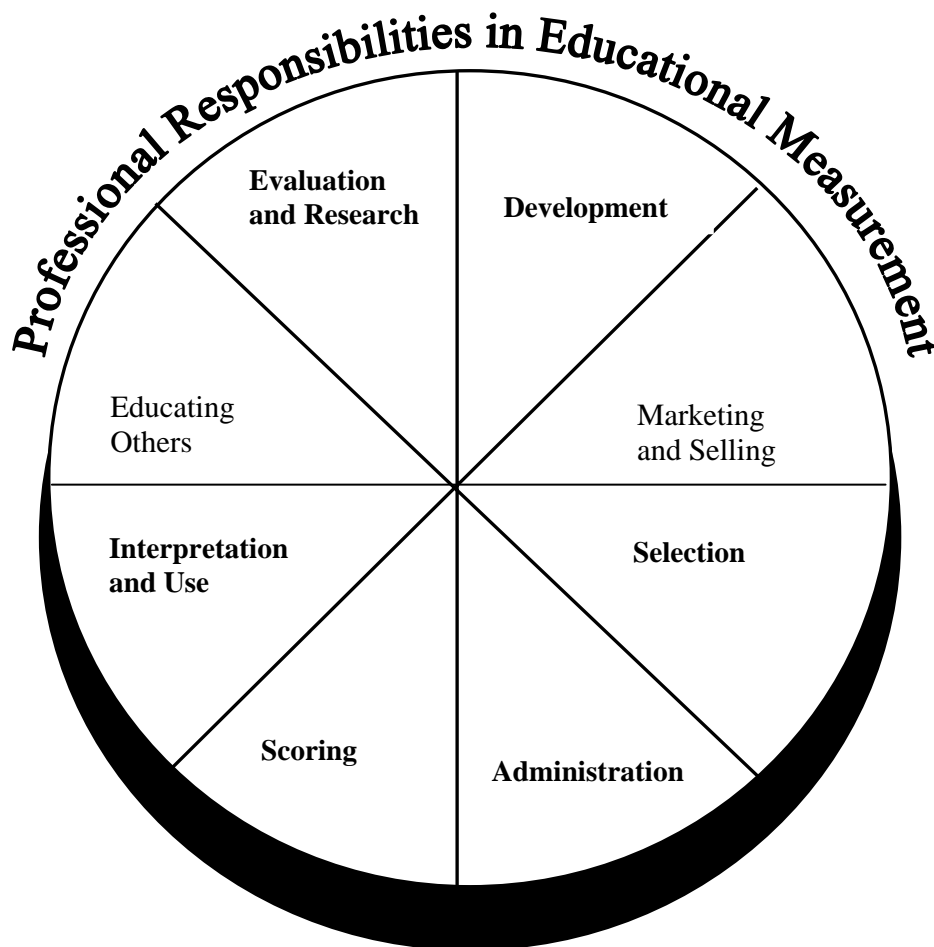 Professional Responsibilities in Educational Measurement
Evaluation
and Research
Development
Educating
Others
Marketing
and Selling
Interpretation
and Use
Selection
Scoring
Administration